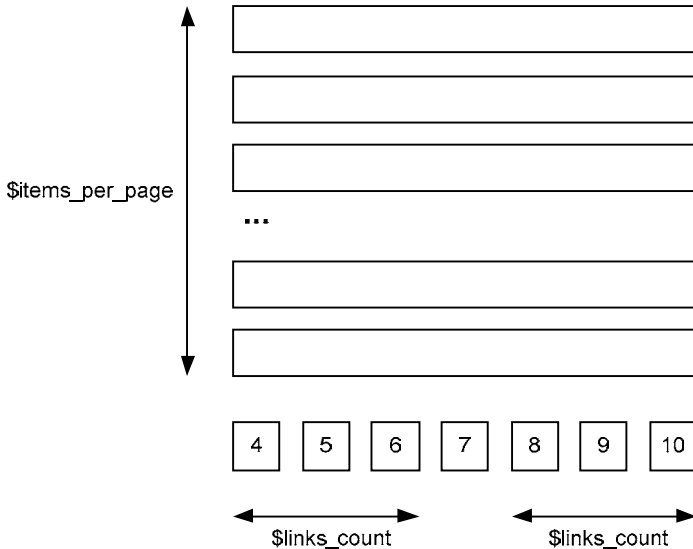 $items_per_page
...
4 5 6 7 8 9 10
$links_count $links_count